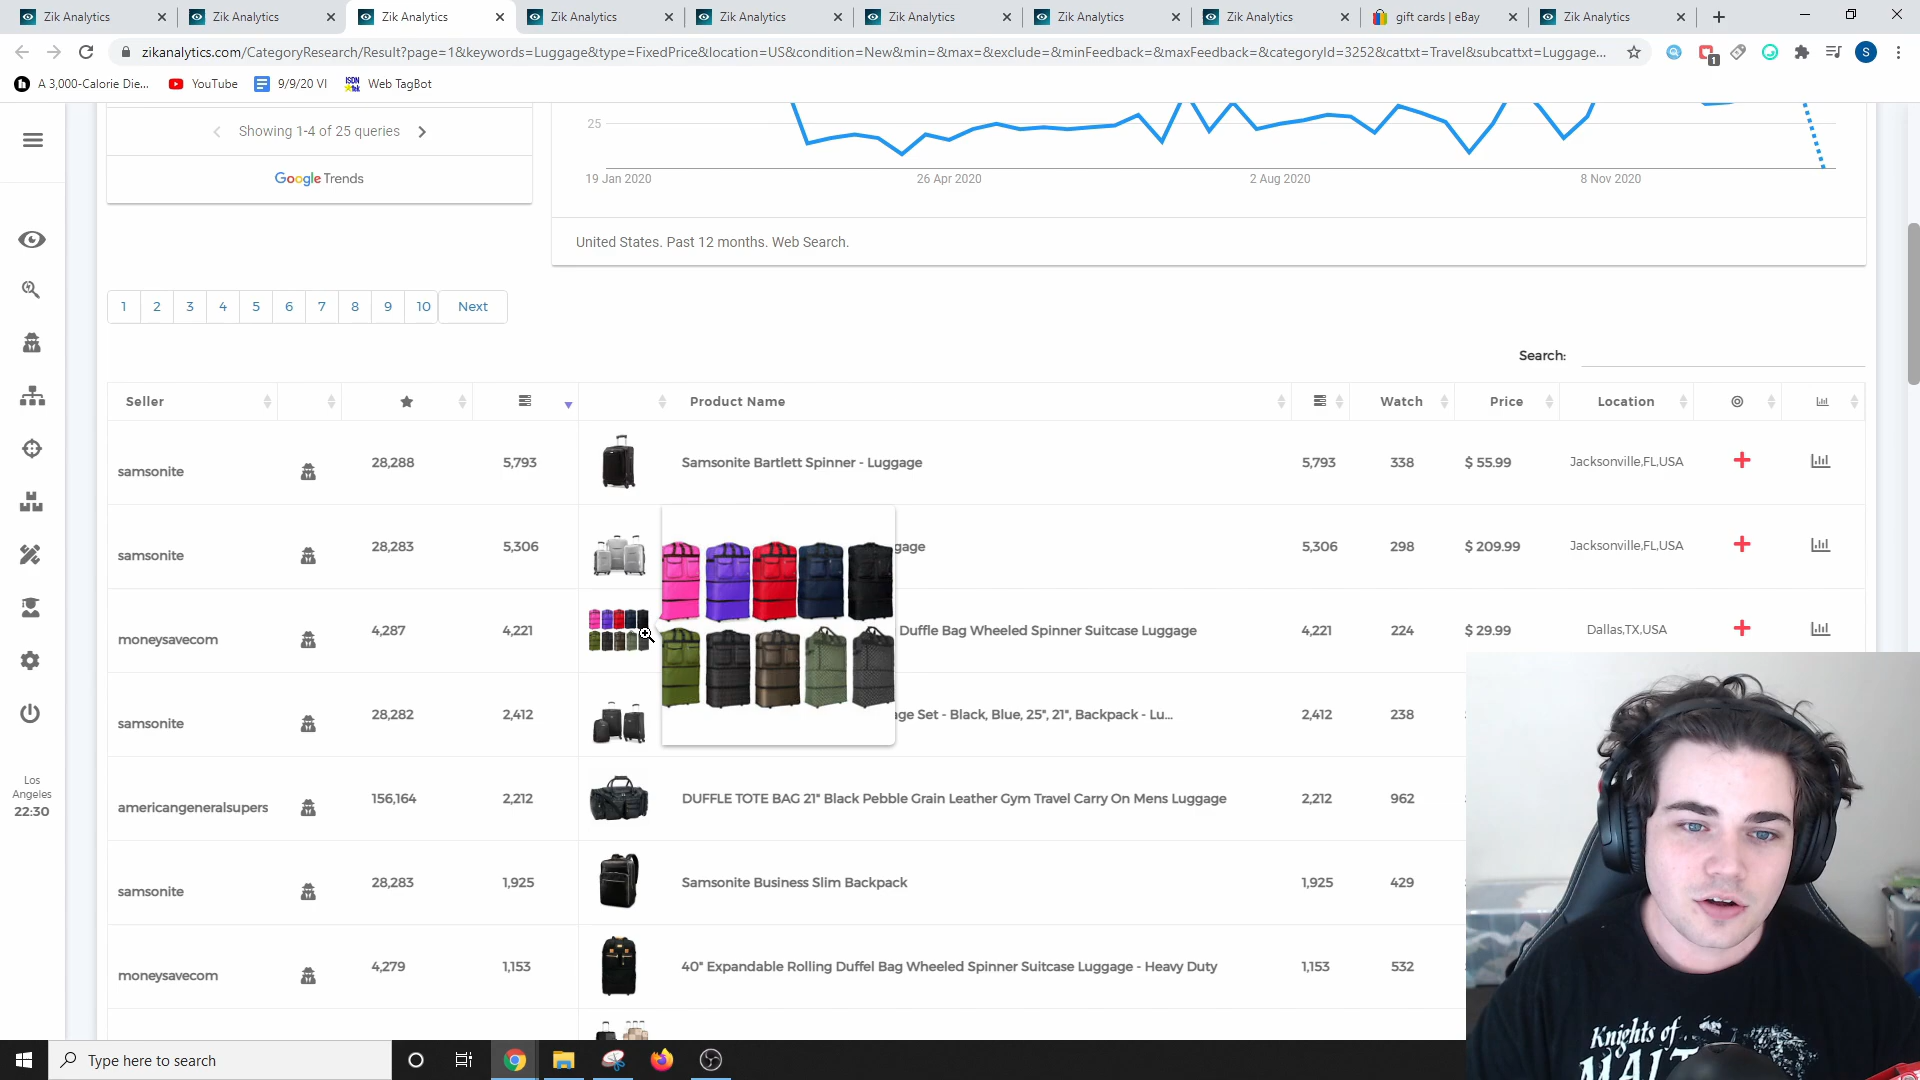 Zik Analytics
Zik Analytics
Zik Analytics
Zik Analytics
Zik Analytics
Zik Analytics
Zik Analytics
Zik Analytics
gift cards | eBay
Zik Analytics
zikanalytics.com/CategoryResearch/Result?page=1&keywords=Luggage&type=FixedPrice&location=US&condition=New&min=&max=&exclude=&minFeedback=&maxFeedback=&categoryId=3252&cattxt=Travel&subcattxt=Luggage...
1
S
A 3,000-Calorie Die...
YouTube
9/9/20 VI
Web TagBot
Showing 1-4 of 25 queries
Google Trends
25
19 Jan 2020
26 Apr 2020
2 Aug 2020
8 Nov 2020
United States. Past 12 months. Web Search.
1 2 3 4 5 6 7 8 9 10 Next
Search:
Seller
Product Name
Watch
Price
Location
samsonite 28,288 5,793 Samsonite Bartlett Spinner - Luggage 5,793 338 $ 55.99 Jacksonville,FL,USA
samsonite 28,283 5,306 gage 5,306 298 $ 209.99 Jacksonville,FL,USA
moneysavecom 4,287 4,221 Duffle Bag Wheeled Spinner Suitcase Luggage 4,221 224 $ 29.99 Dallas,TX,USA
samsonite 28,282 2,412 ge Set - Black, Blue, 25", 21", Backpack - Lu... 2,412 238
americangeneralsupers 156,164 2,212 DUFFLE TOTE BAG 21" Black Pebble Grain Leather Gym Travel Carry On Mens Luggage 2,212 962
samsonite 28,283 1,925 Samsonite Business Slim Backpack 1,925 429
moneysavecom 4,279 1,153 40" Expandable Rolling Duffel Bag Wheeled Spinner Suitcase Luggage - Heavy Duty 1,153 532
Los
Angeles
22:30
Knights of
MALT
Type here to search